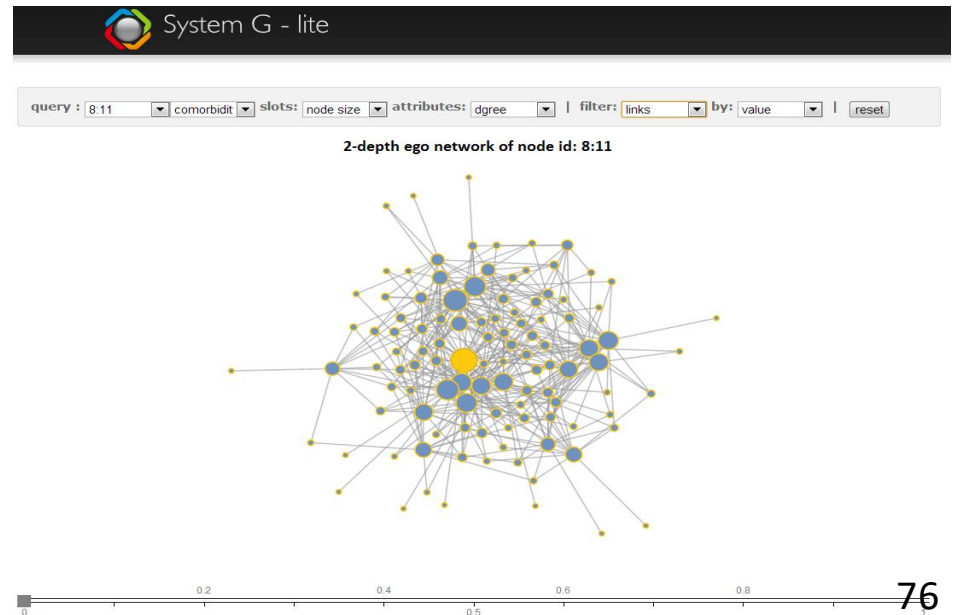 System G - lite
query : 8:11 comorbidit slots: node size attributes: dgree | filter: links by: value | reset
2-depth ego network of node id: 8:11
0.2 0.4 0.6 0.8
0 0.5 1
76